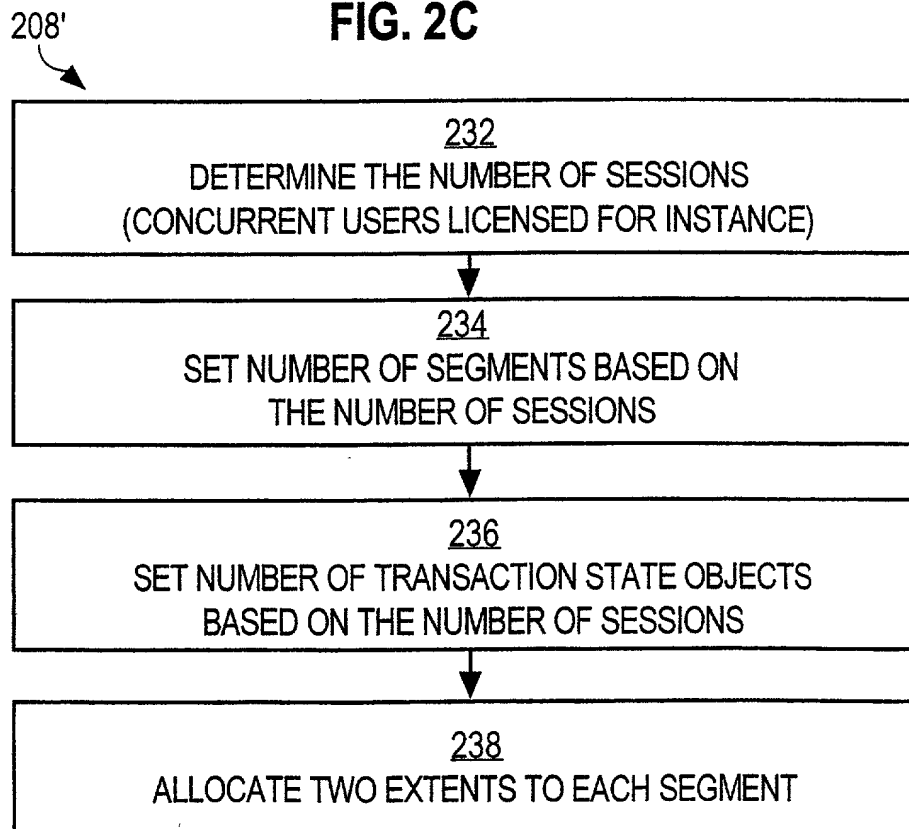 208'
FIG. 2C
232
DETERMINE THE NUMBER OF SESSIONS
(CONCURRENT USERS LICENSED FOR INSTANCE)
234
SET NUMBER OF SEGMENTS BASED ON
THE NUMBER OF SESSIONS
236
SET NUMBER OF TRANSACTION STATE OBJECTS
BASED ON THE NUMBER OF SESSIONS
238
ALLOCATE TWO EXTENTS TO EACH SEGMENT